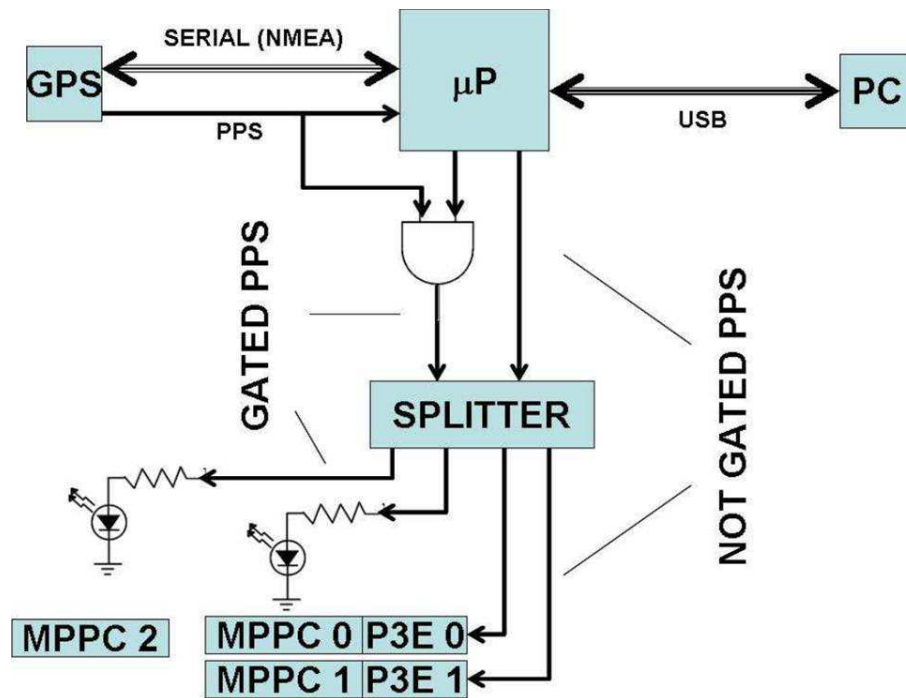 SERIAL (NMEA)
GPS
μP
PC
PPS
USB
GATED PPS
NOT GATED PPS
SPLITTER
MPPC 2
MPPC 0 P3E 0
MPPC 1 P3E 1